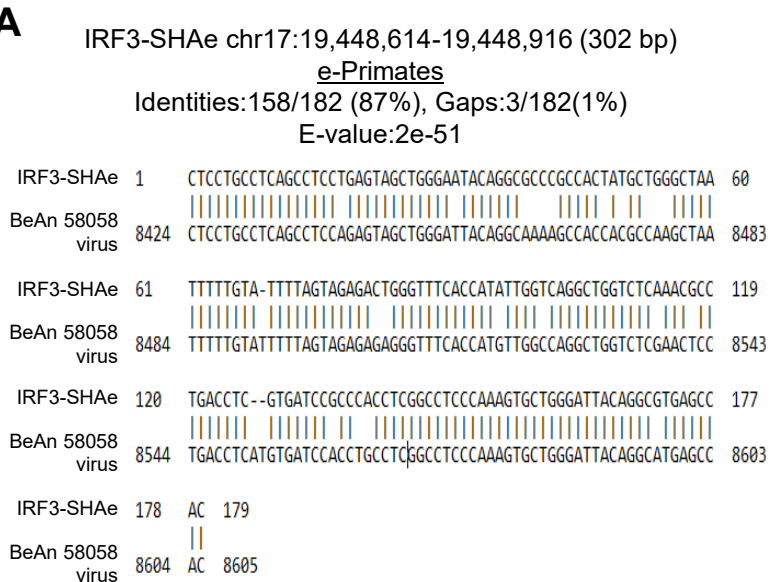 A
IRF3-SHAe chr17:19,448,614-19,448,916 (302 bp)
e-Primates
Identities:158/182 (87%), Gaps:3/182(1%)
E-value:2e-51
IRF3-SHAe 1 CTCCTGCCTCAGCCTCCTGAGTAGCTGGGAATACAGGCGCCCGCCACTATGCTGGGCTAA 60
BeAn 58058 virus 8424 CTCCTGCCTCAGCCTCCAGAGTAGCTGGGATTACAGGCAAAAGCCACCACGCCAAGCTAA 8483
IRF3-SHAe 61 TTTTTGTA-TTTTAGTAGAGACTGGGTTTCACCATATTGGTCAGGCTGGTCTCAAACGCC 119
BeAn 58058 virus 8484 TTTTTGTATTTTTAGTAGAGAGAGGGTTTCACCATGTTGGCCAGGCTGGTCTCGAACTCC 8543
IRF3-SHAe 120 TGACCTC--GTGATCCGCCCACCTCGGCCTCCCAAAGTGCTGGGATTACAGGCGTGAGCC 177
BeAn 58058 virus 8544 TGACCTCATGTGATCCACCTGCCTCGGCCTCCCAAAGTGCTGGGATTACAGGCATGAGCC 8603
IRF3-SHAe 178 AC 179
BeAn 58058 virus 8604 AC 8605